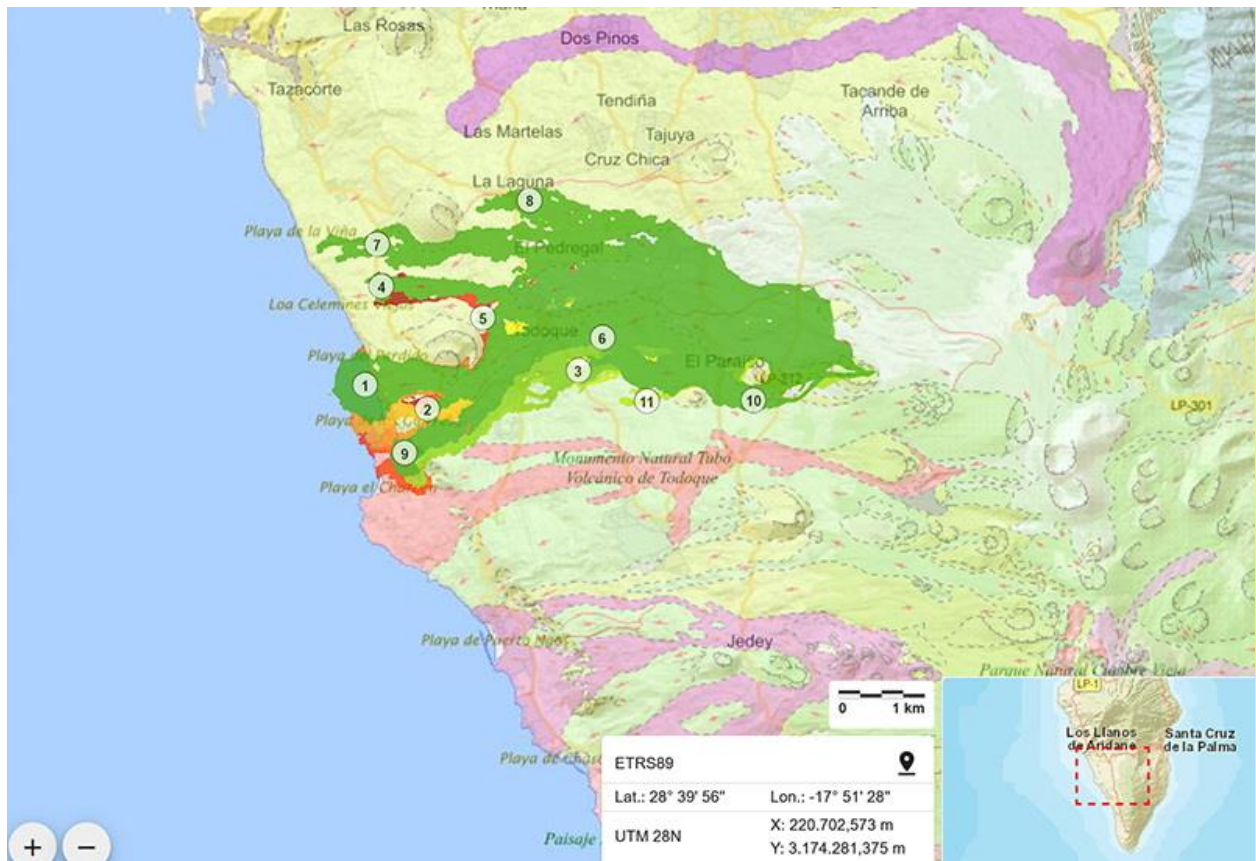 Las Rosas
Dos Pinos
Tazacorte
Tendiña
Tacande de
Arriba
Las Martelas
Tajuya
Cruz Chica
La Laguna
8
Playa de la Viña
7
El Pedregal
4
Loa Celemines Viejas
5
Todoque
6
Playa del Perdido
El Paraíso
3
1
10
11
LP-301
2
Playa
9
Monumento Natural Tubo
Volcánico de Todoque
Playa el Charcón
Playa de Puerto Naos
Jedey
Parque Natural Cumbre Vieja
0 1 km
LP-1
Los Llanos
de Aridane
Santa Cruz
de la Palma
Playa de
ETRS89
Lat.: 28° 39' 56" Lon.: -17° 51' 28"
UTM 28N
X: 220.702,573 m
Y: 3.174.281,375 m
Paisaje
+ −